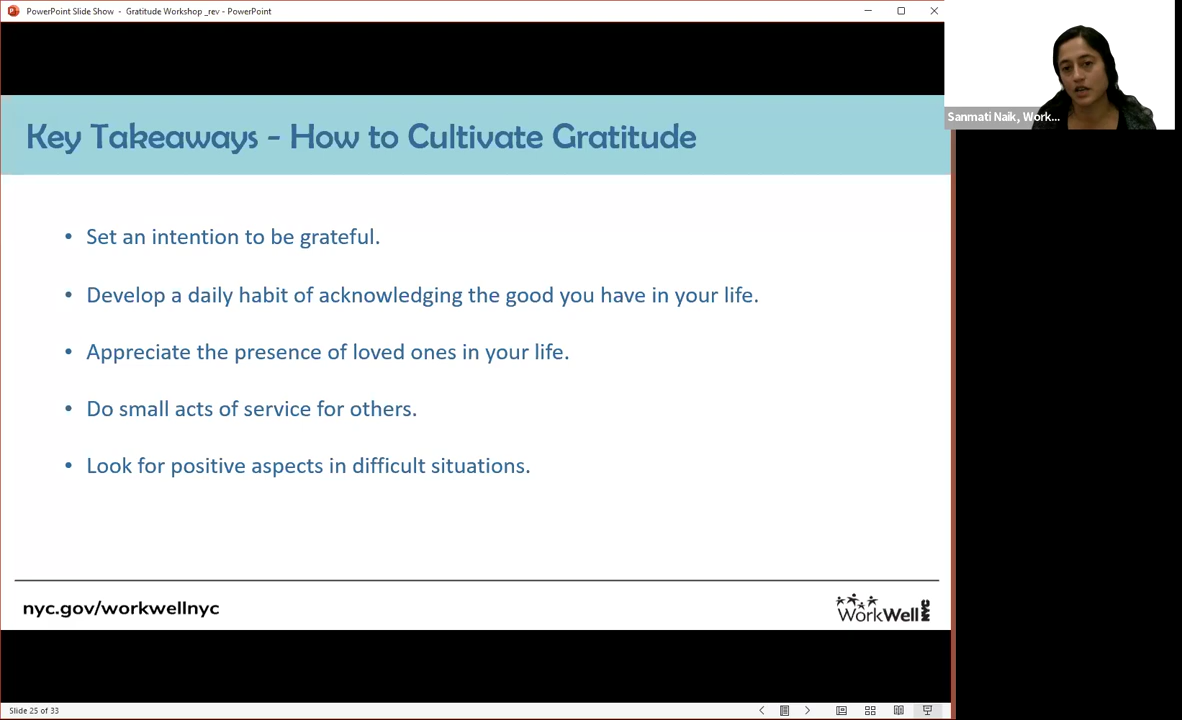 PowerPoint Slide Show - Gratitude Workshop _rev - PowerPoint
Sanmati Naik, Work...
Key Takeaways - How to Cultivate Gratitude
• Set an intention to be grateful.
• Develop a daily habit of acknowledging the good you have in your life.
• Appreciate the presence of loved ones in your life.
• Do small acts of service for others.
• Look for positive aspects in difficult situations.
nyc.gov/workwellnyc
WorkWell NYC
Slide 25 of 33